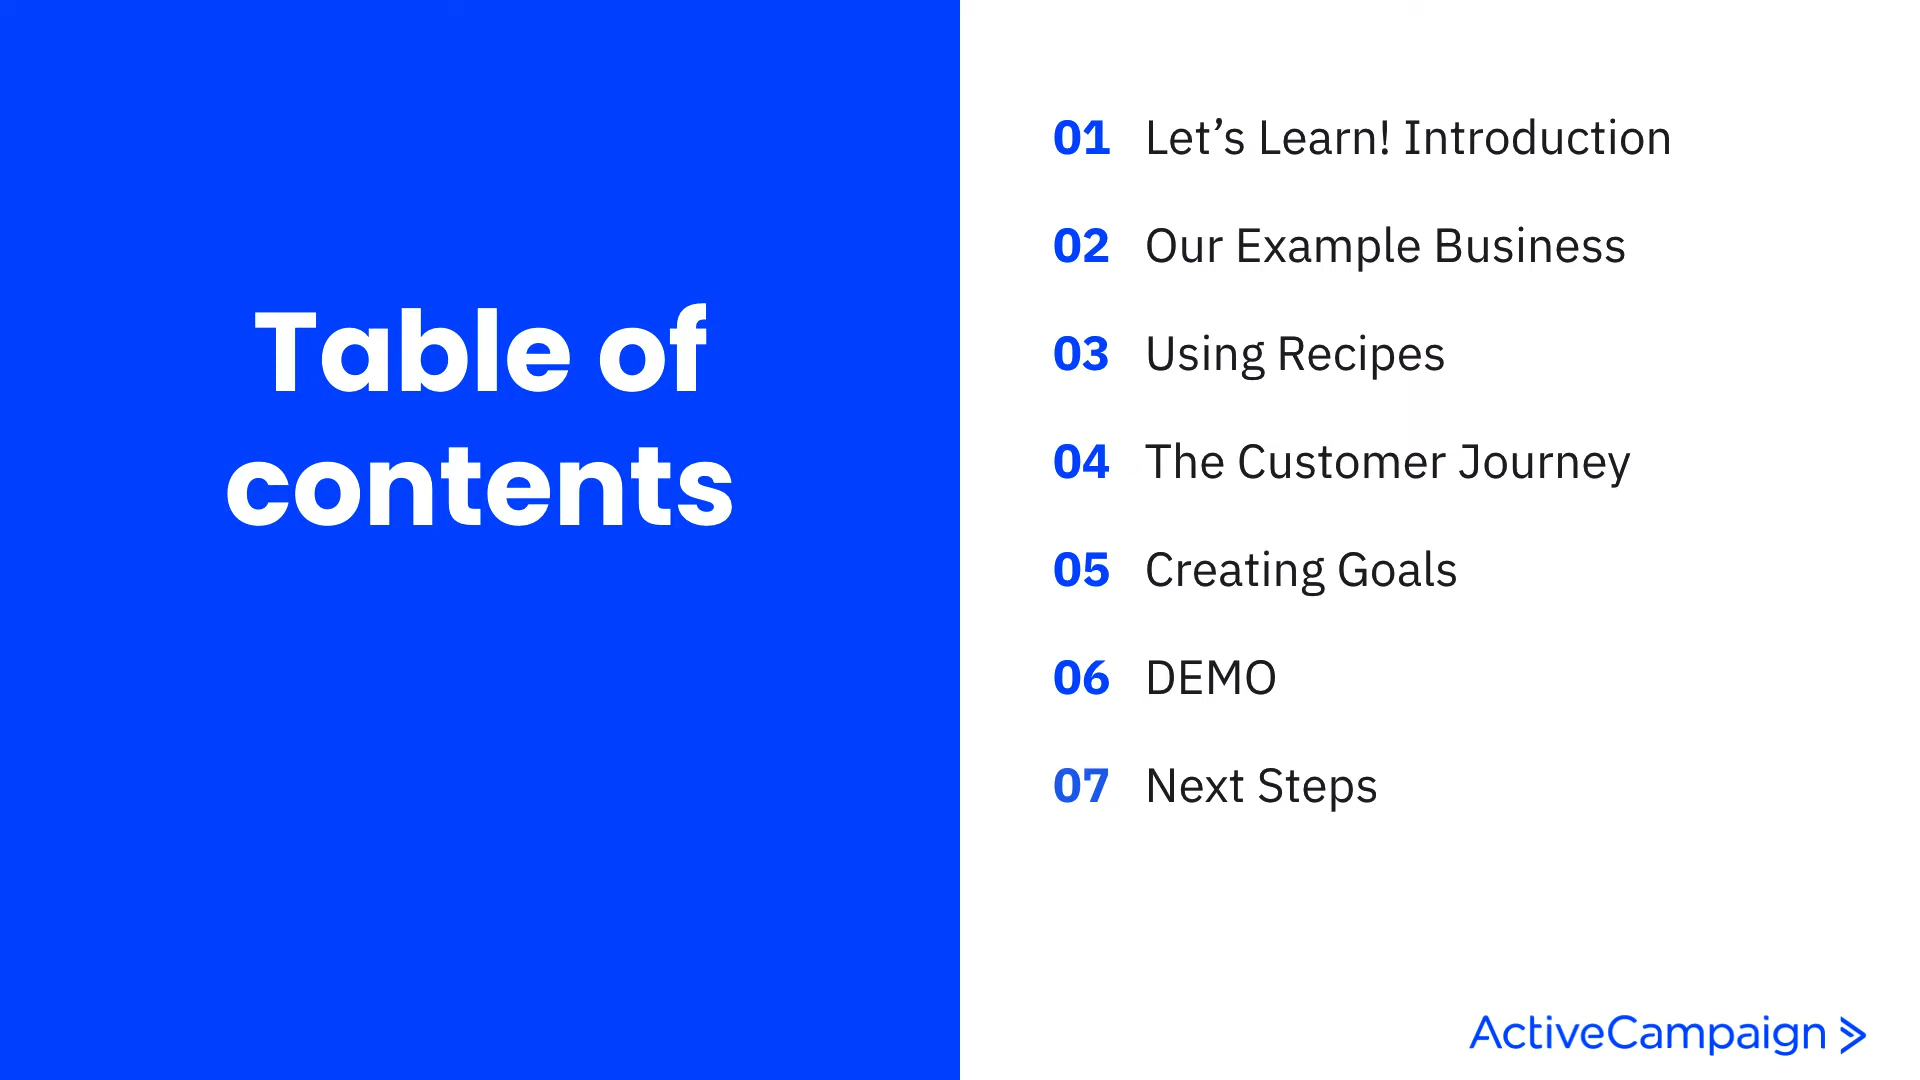 Table of
contents
01 Let’s Learn! Introduction
02 Our Example Business
03 Using Recipes
04 The Customer Journey
05 Creating Goals
06 DEMO
07 Next Steps
ActiveCampaign